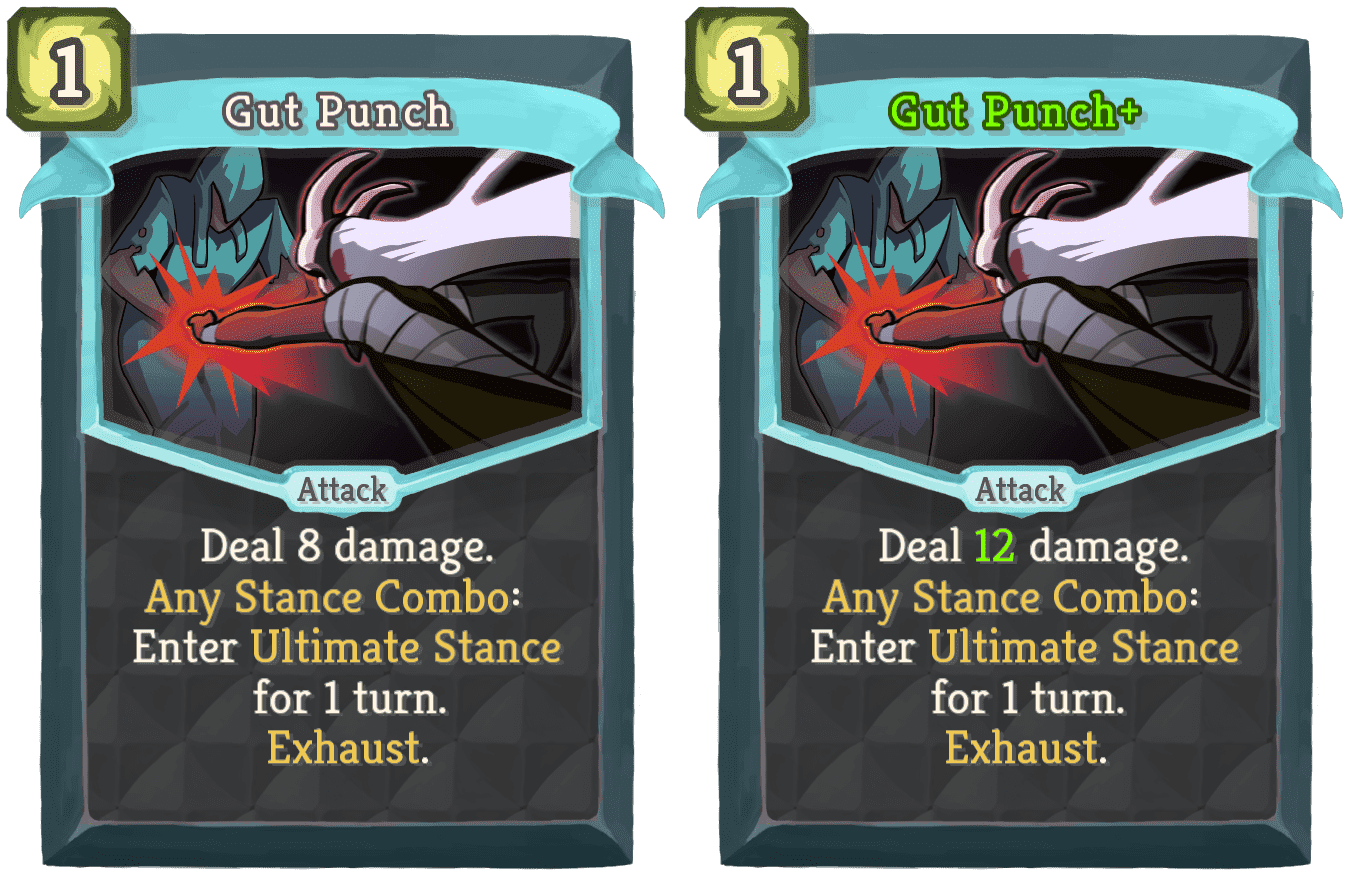 1
Gut Punch
Attack
Deal 8 damage.
Any Stance Combo:
Enter Ultimate Stance
for 1 turn.
Exhaust.
1
Gut Punch+
Attack
Deal 12 damage.
Any Stance Combo:
Enter Ultimate Stance
for 1 turn.
Exhaust.